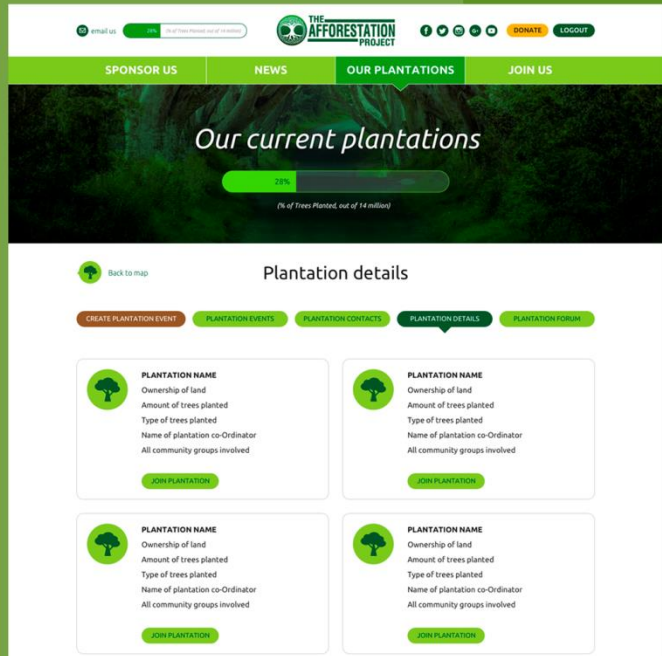 email us
28%
(% of Trees Planted, out of 14 million)
THE
AFFORESTATION
PROJECT
DONATE
LOGOUT
SPONSOR US
NEWS
OUR PLANTATIONS
JOIN US
Our current plantations
28%
(% of Trees Planted, out of 14 million)
Back to map
Plantation details
CREATE PLANTATION EVENT
PLANTATION EVENTS
PLANTATION CONTACTS
PLANTATION DETAILS
PLANTATION FORUM
PLANTATION NAME
Ownership of land
Amount of trees planted
Type of trees planted
Name of plantation co-Ordinator
All community groups involved
JOIN PLANTATION
PLANTATION NAME
Ownership of land
Amount of trees planted
Type of trees planted
Name of plantation co-Ordinator
All community groups involved
JOIN PLANTATION
PLANTATION NAME
Ownership of land
Amount of trees planted
Type of trees planted
Name of plantation co-Ordinator
All community groups involved
JOIN PLANTATION
PLANTATION NAME
Ownership of land
Amount of trees planted
Type of trees planted
Name of plantation co-Ordinator
All community groups involved
JOIN PLANTATION